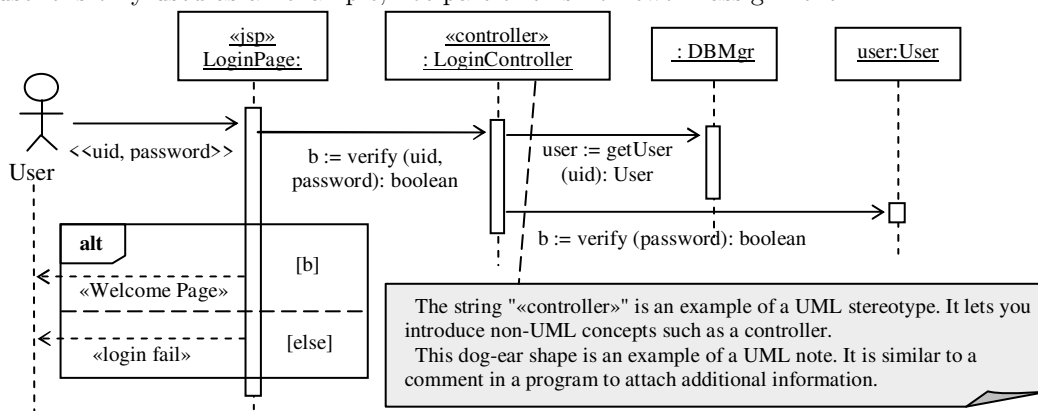 «jsp»
LoginPage:
«controller»
: LoginController
: DBMgr
user:User
<<uid, password>>
User
b := verify (uid,
password): boolean
user := getUser
(uid): User
b := verify (password): boolean
alt
[b]
«Welcome Page»
[else]
«login fail»
The string "«controller»" is an example of a UML stereotype. It lets you
introduce non-UML concepts such as a controller.
This dog-ear shape is an example of a UML note. It is similar to a
comment in a program to attach additional information.